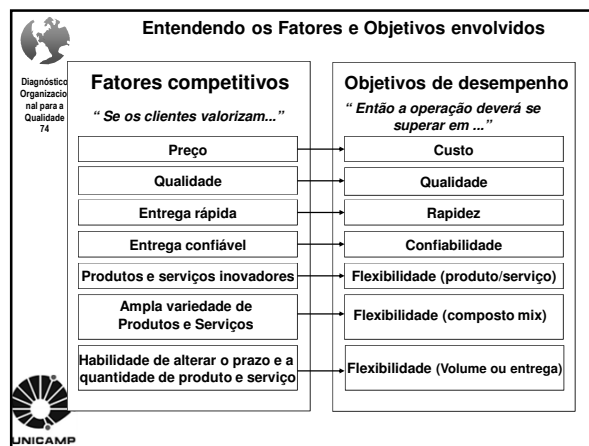 Entendendo os Fatores e Objetivos envolvidos
Diagnóstico
Organizacio
nal para a
Qualidade
74
Fatores competitivos
“ Se os clientes valorizam...”
Objetivos de desempenho
“ Então a operação deverá se
superar em ...”
Preço
Custo
Qualidade
Qualidade
Entrega rápida
Rapidez
Entrega confiável
Confiabilidade
Produtos e serviços inovadores
Flexibilidade (produto/serviço)
Ampla variedade de
Produtos e Serviços
Flexibilidade (composto mix)
Habilidade de alterar o prazo e a
quantidade de produto e serviço
Flexibilidade (Volume ou entrega)
UNICAMP